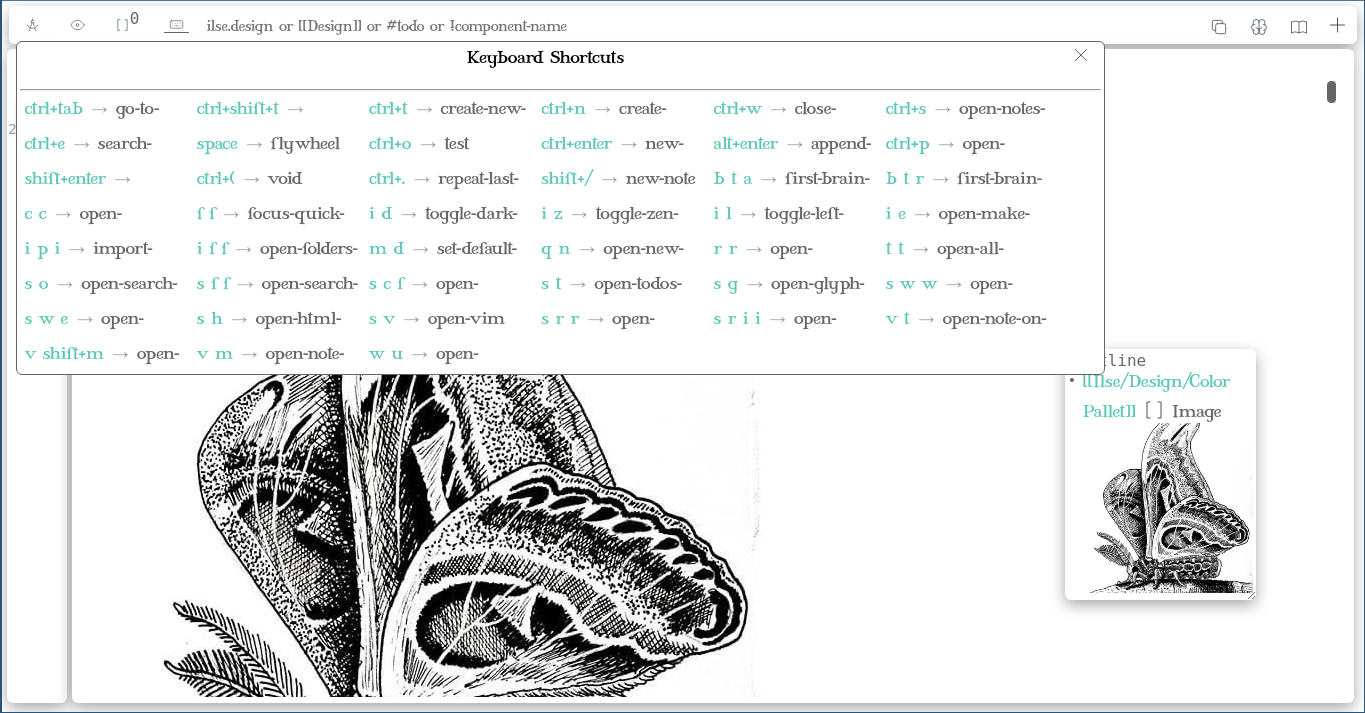 []0 ilse.design or [[Design]] or #todo or !component-name
Keyboard Shortcuts
ctrl+tab → go-to- ctrl+shift+t → ctrl+t → create-new- ctrl+n → create- ctrl+w → close- ctrl+s → open-notes-
2
ctrl+e → search- space → flywheel ctrl+o → test ctrl+enter → new- alt+enter → append- ctrl+p → open-
shift+enter → ctrl+( → void ctrl+. → repeat-last- shift+/ → new-note b t a → first-brain- b t r → first-brain-
c c → open- f f → focus-quick- i d → toggle-dark- i z → toggle-zen- i l → toggle-left- i e → open-make-
i p i → import- i f f → open-folders- m d → set-default- q n → open-new- r r → open- t t → open-all-
s o → open-search- s f f → open-search- s c f → open- s t → open-todos- s g → open-glyph- s w w → open-
s w e → open- s h → open-html- s v → open-vim s r r → open- s r i i → open- v t → open-note-on-
v shift+m → open- v m → open-note- w u → open-
tline
• [[Ilse/Design/Color
Pallet]] [ ] Image